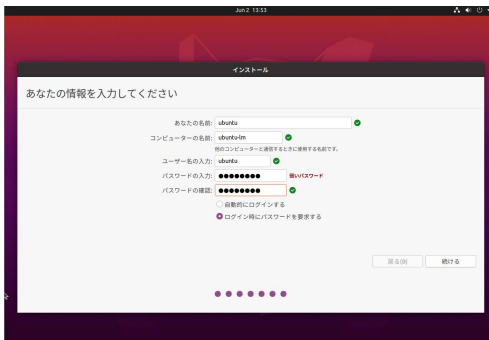 Jun 2 13:53
インストール
あなたの情報を入力してください
あなたの名前: ubuntu
コンピューターの名前: ubuntu-lm
他のコンピューターと通信するときに使用する名前です。
ユーザー名の入力: ubuntu
パスワードの入力: ●●●●●●●● 弱いパスワード
パスワードの確認: ●●●●●●●●
自動的にログインする
ログイン時にパスワードを要求する
戻る(B) 続ける